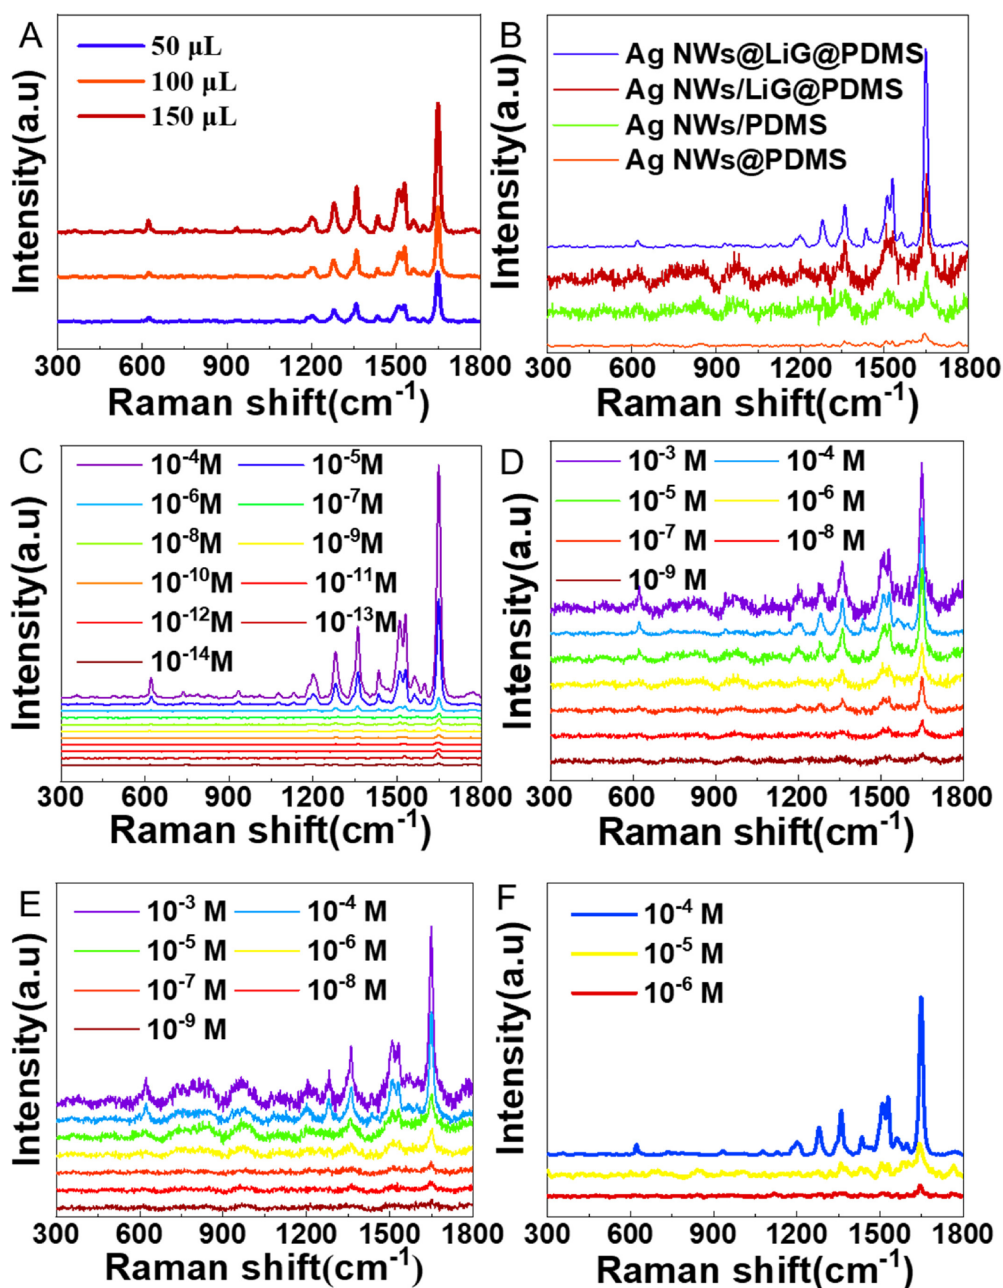 A
50 μL
100 μL
150 μL
Intensity(a.u)
300 600 900 1200 1500 1800
Raman shift(cm⁻¹)
B
Ag NWs@LiG@PDMS
Ag NWs/LiG@PDMS
Ag NWs/PDMS
Ag NWs@PDMS
Intensity(a.u)
300 600 900 1200 1500 1800
Raman shift(cm⁻¹)
C
10⁻⁴M 10⁻⁵M
10⁻⁶M 10⁻⁷M
10⁻⁸M 10⁻⁹M
10⁻¹⁰M 10⁻¹¹M
10⁻¹²M 10⁻¹³M
10⁻¹⁴M
Intensity(a.u)
300 600 900 1200 1500 1800
Raman shift(cm⁻¹)
D
10⁻³ M 10⁻⁴ M
10⁻⁵ M 10⁻⁶ M
10⁻⁷ M 10⁻⁸ M
10⁻⁹ M
Intensity(a.u)
300 600 900 1200 1500 1800
Raman shift(cm⁻¹)
E
10⁻³ M 10⁻⁴ M
10⁻⁵ M 10⁻⁶ M
10⁻⁷ M 10⁻⁸ M
10⁻⁹ M
Intensity(a.u)
300 600 900 1200 1500 1800
Raman shift(cm⁻¹)
F
10⁻⁴ M
10⁻⁵ M
10⁻⁶ M
Intensity(a.u)
300 600 900 1200 1500 1800
Raman shift(cm⁻¹)